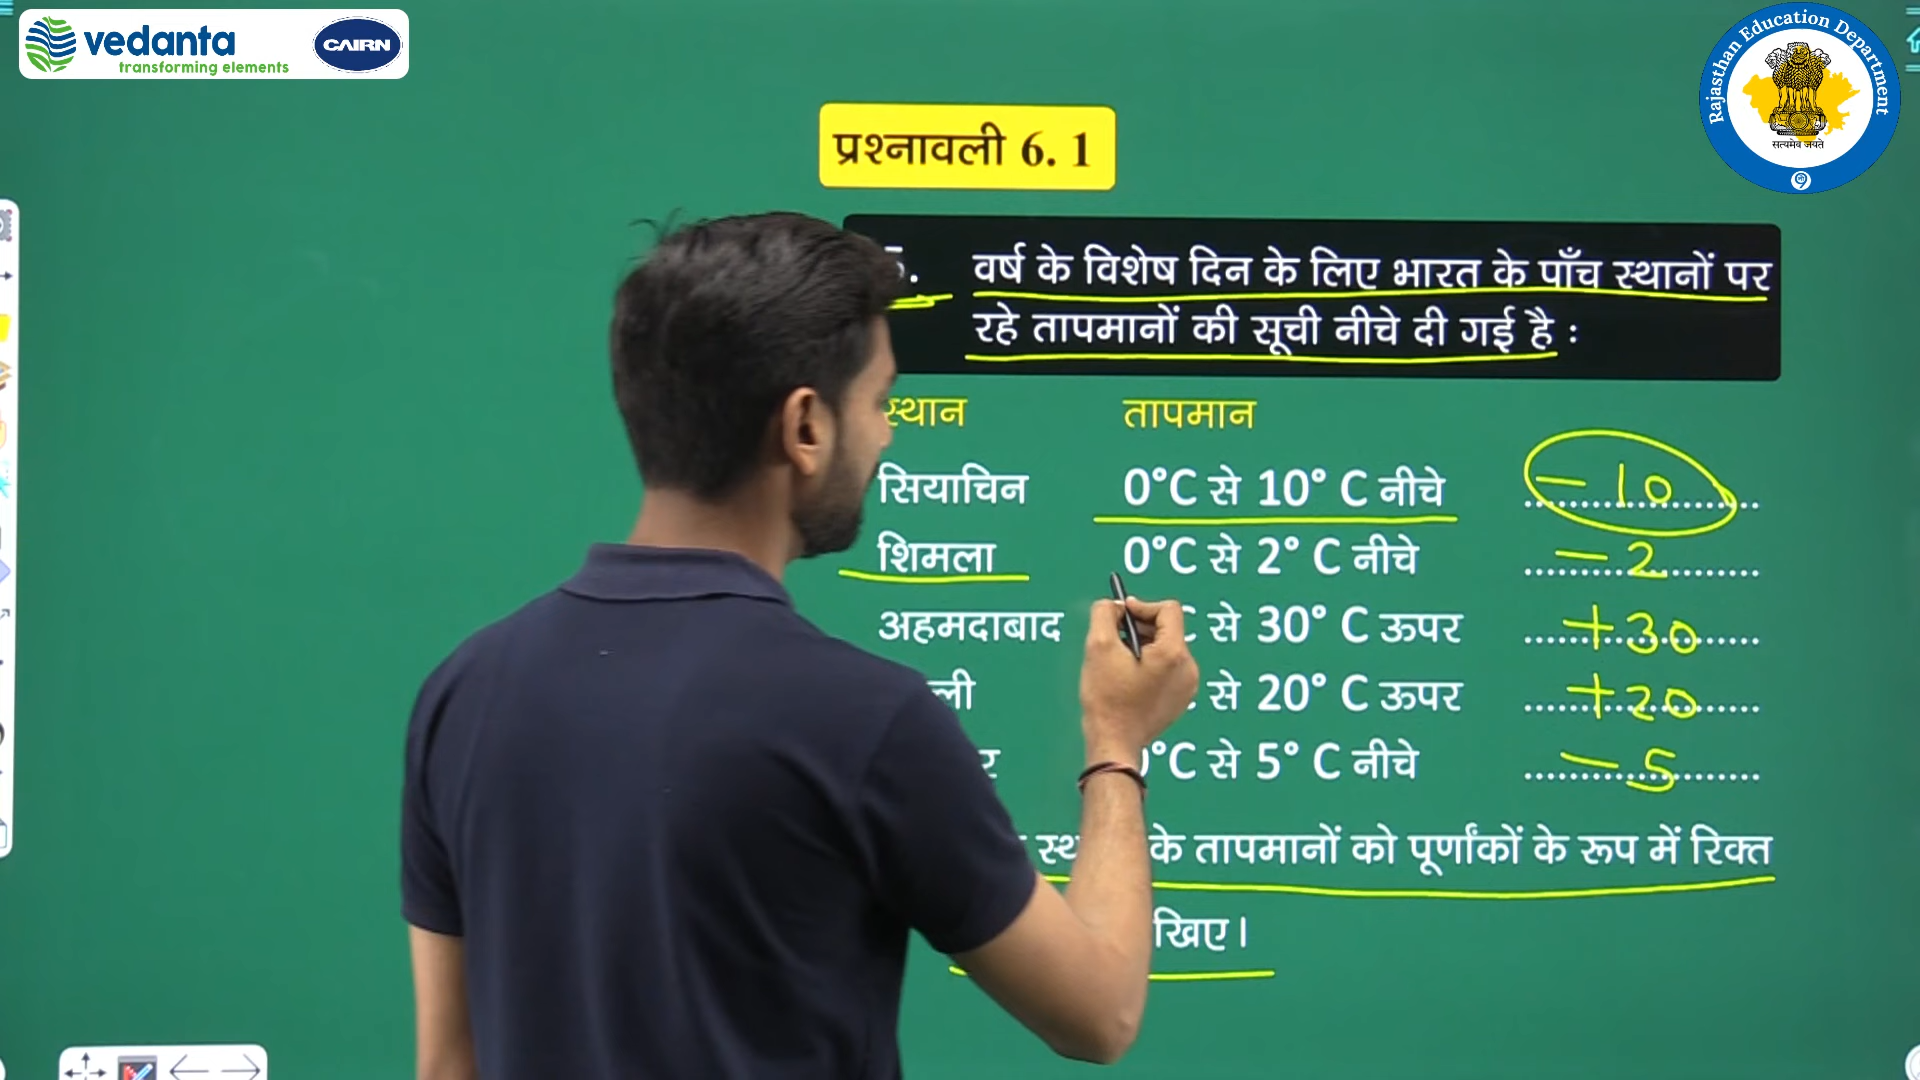 vedanta
transforming elements
CAIRN
Rajasthan Education Department
सत्यमेव जयते
प्रश्नावली 6. 1
वर्ष के विशेष दिन के लिए भारत के पाँच स्थानों पर
रहे तापमानों की सूची नीचे दी गई है :
स्थान तापमान
सियाचिन 0°C से 10° C नीचे .......... – 10
शिमला 0°C से 2° C नीचे .......... – 2
अहमदाबाद से 30° C ऊपर .......... + 30
से 20° C ऊपर .......... + 20
°C से 5° C नीचे .......... – 5
के तापमानों को पूर्णांकों के रूप में रिक्त